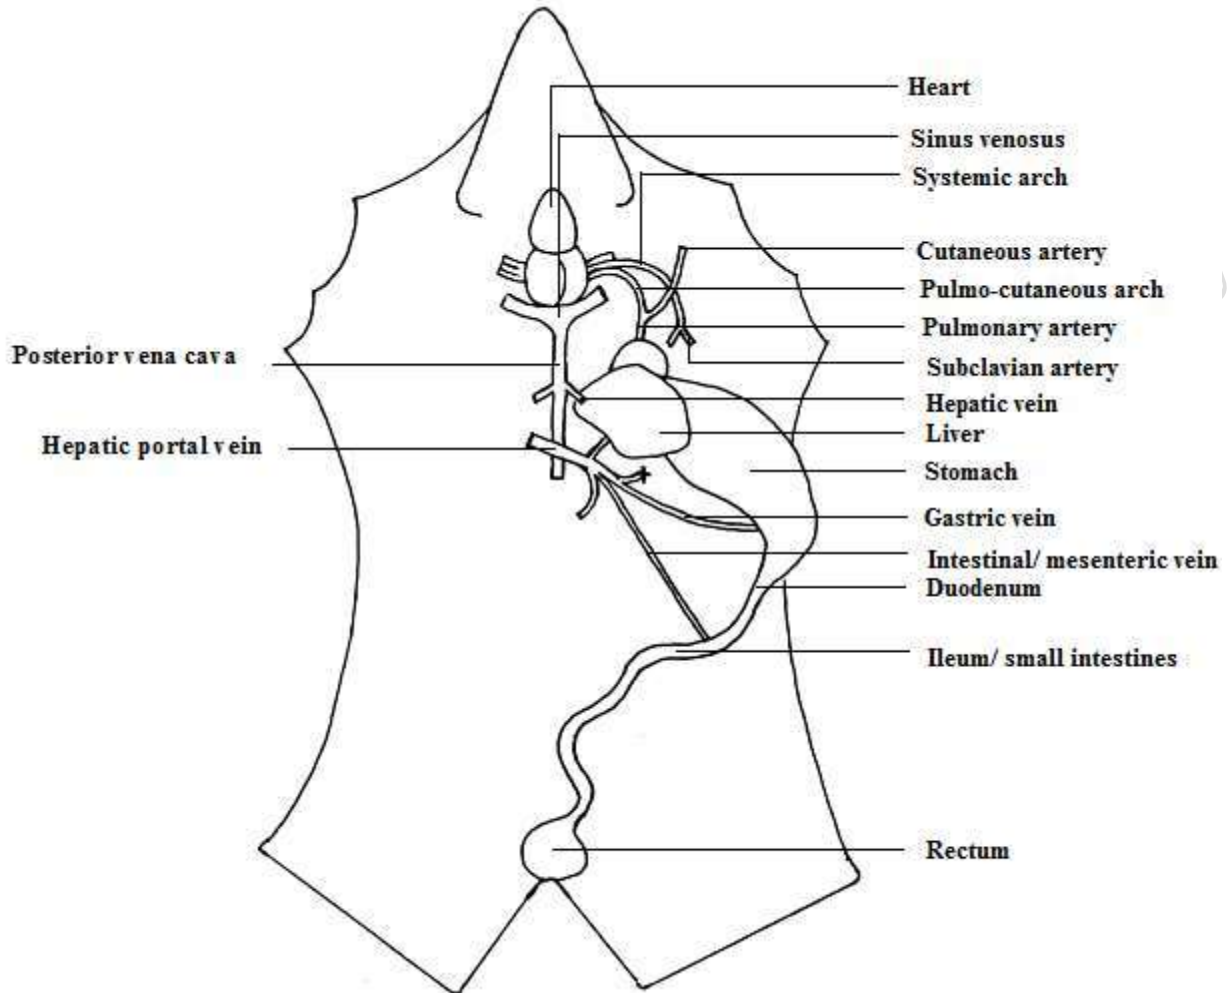 Heart
Sinus venosus
Systemic arch
Cutaneous artery
Pulmo-cutaneous arch
Pulmonary artery
Posterior vena cava
Subclavian artery
Hepatic vein
Liver
Hepatic portal vein
Stomach
Gastric vein
Intestinal/ mesenteric vein
Duodenum
Ileum/ small intestines
Rectum